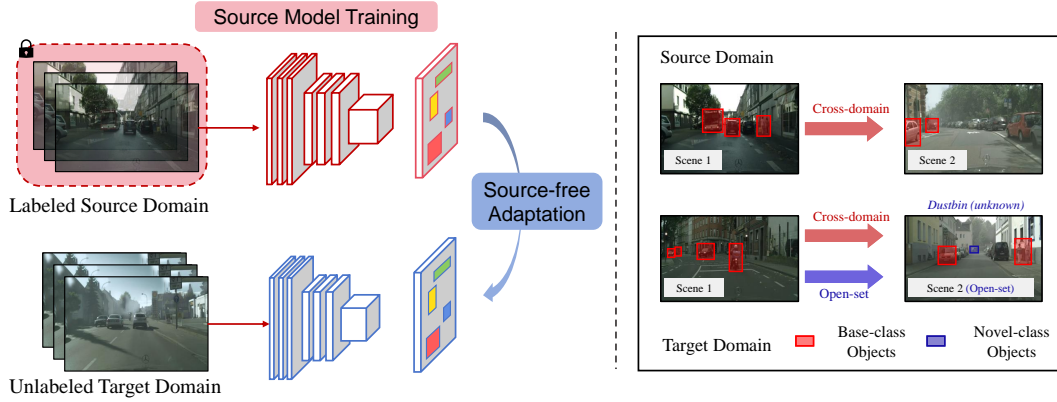 Source Model Training
Labeled Source Domain
Source-free
Adaptation
Unlabeled Target Domain
Source Domain
Scene 1
Cross-domain
Scene 2
Dustbin (unknown)
Cross-domain
Scene 1
Open-set
Scene 2 (Open-set)
Target Domain
Base-class
Objects
Novel-class
Objects